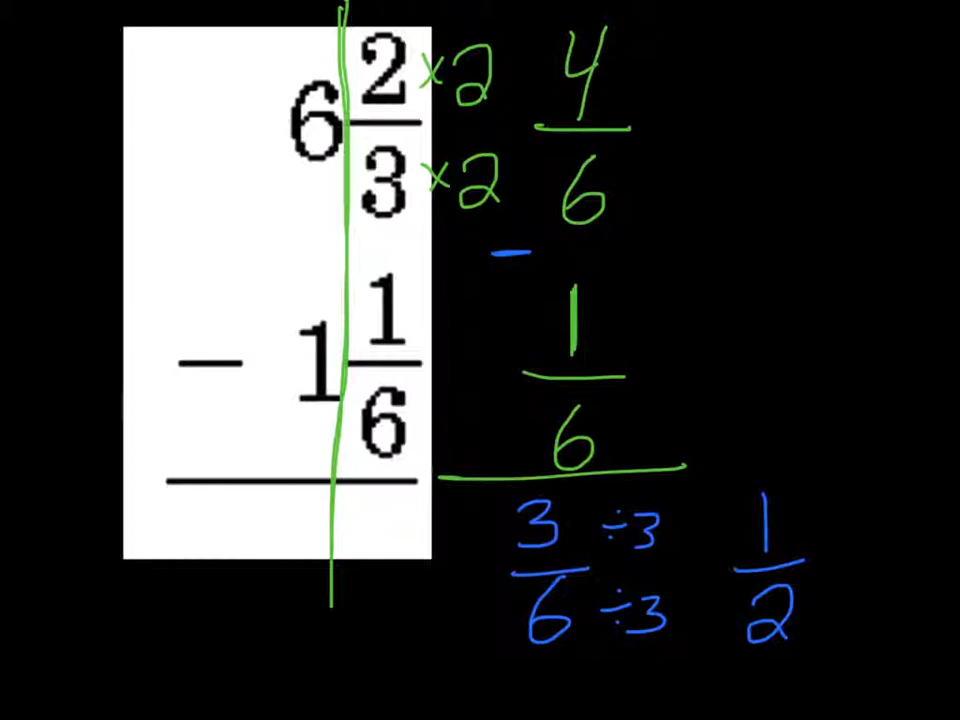 6 2/3 ×2 ×2 4/6
- 1 1/6 - 1/6
3/6 ÷3 ÷3 1/2